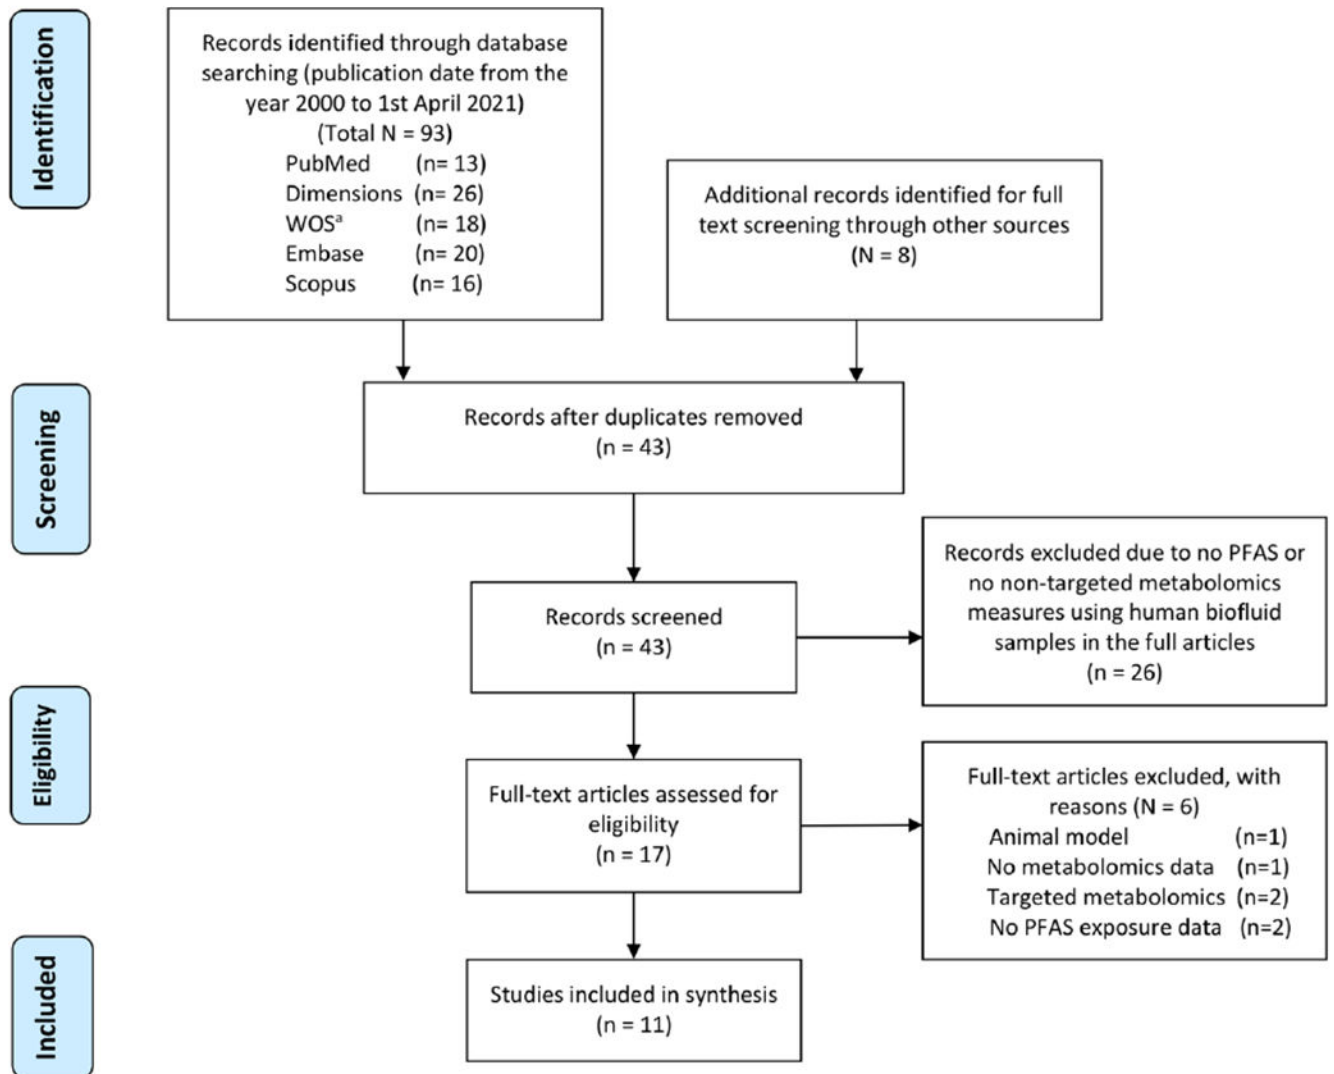 Identification
Records identified through database
searching (publication date from the
year 2000 to 1st April 2021)
(Total N = 93)
PubMed (n= 13)
Dimensions (n= 26)
WOSª (n= 18)
Embase (n= 20)
Scopus (n= 16)
Additional records identified for full
text screening through other sources
(N = 8)
Screening
Records after duplicates removed
(n = 43)
Records screened
(n = 43)
Records excluded due to no PFAS or
no non-targeted metabolomics
measures using human biofluid
samples in the full articles
(n = 26)
Eligibility
Full-text articles assessed for
eligibility
(n = 17)
Full-text articles excluded, with
reasons (N = 6)
Animal model (n=1)
No metabolomics data (n=1)
Targeted metabolomics (n=2)
No PFAS exposure data (n=2)
Included
Studies included in synthesis
(n = 11)